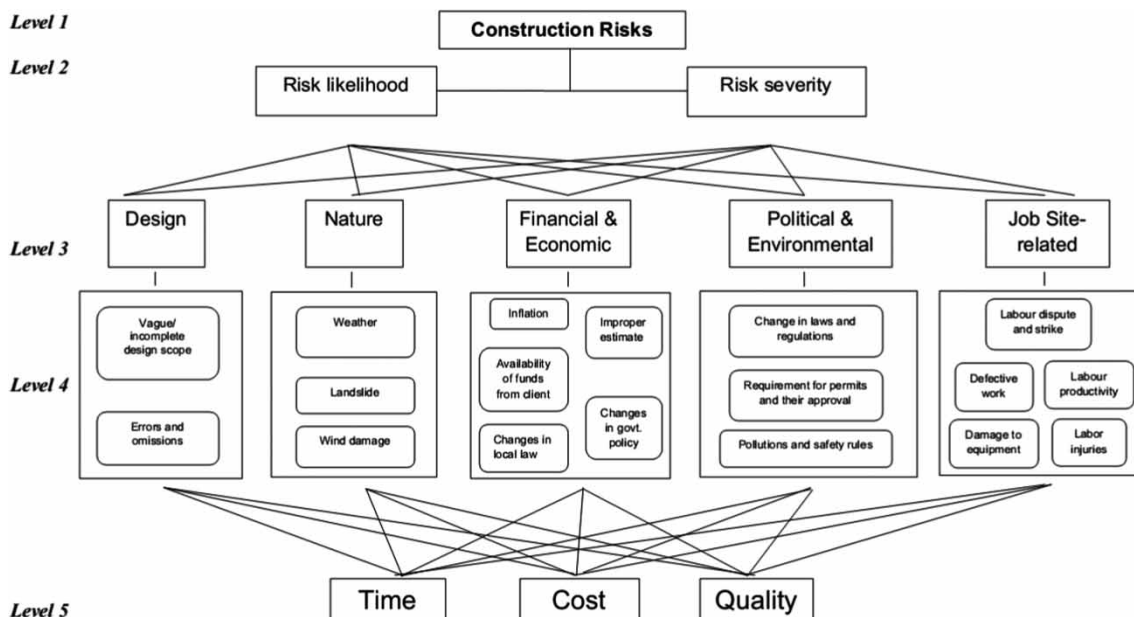 Level 1
Construction Risks
Level 2
Risk likelihood
Risk severity
Level 3
Design
Nature
Financial &
Economic
Political &
Environmental
Job Site-
related
Level 4
Vague/
incomplete
design scope
Errors and
omissions
Weather
Landslide
Wind damage
Inflation
Improper
estimate
Availability
of funds
from client
Changes
in govt.
policy
Changes in
local law
Change in laws and
regulations
Requirement for permits
and their approval
Pollutions and safety rules
Labour dispute
and strike
Defective
work
Labour
productivity
Damage to
equipment
Labor
injuries
Level 5
Time
Cost
Quality